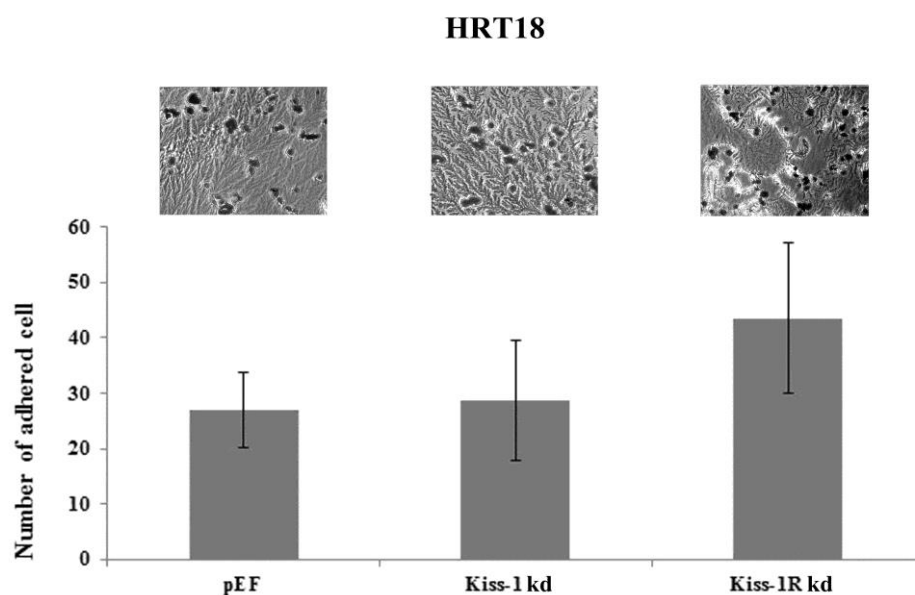 HRT18
60
50
40
30
20
10
0
Number of adhered cell
pEF
Kiss-1 kd
Kiss-1R kd